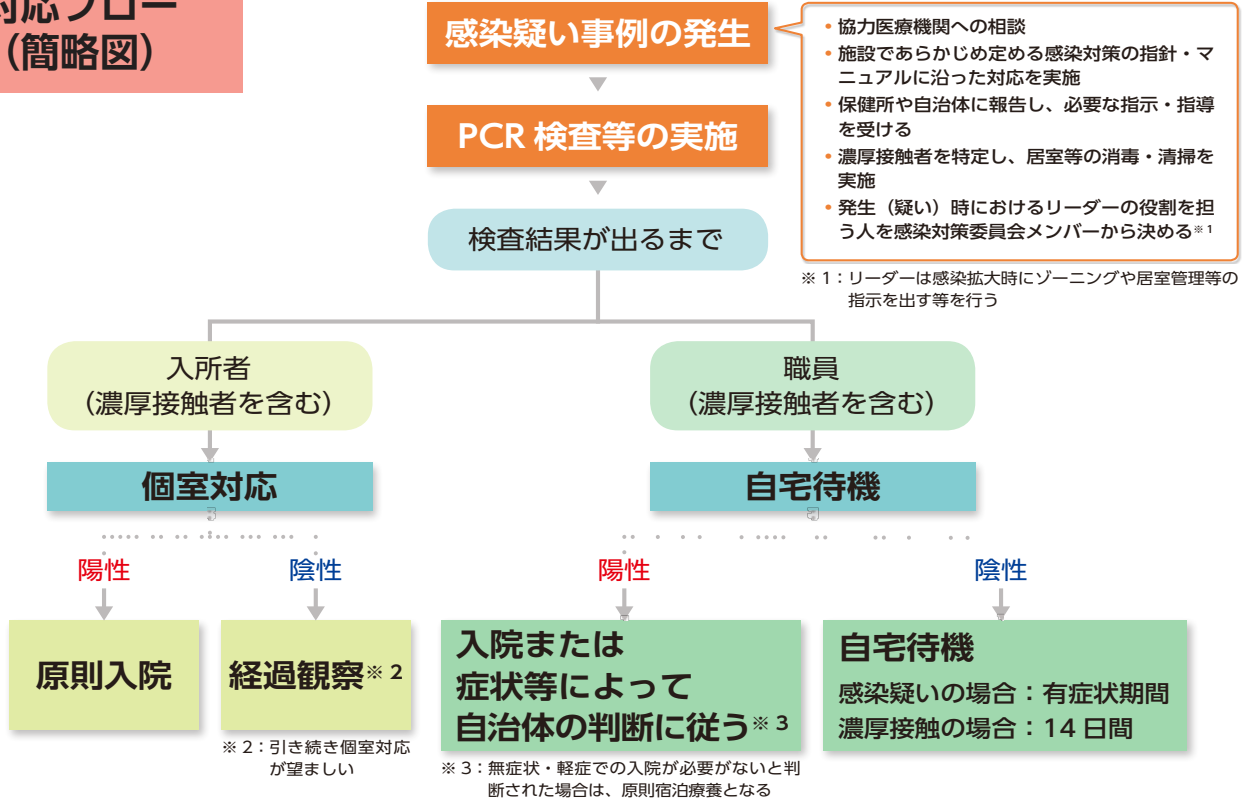 対応フロー
（簡略図）
感染疑い事例の発生
• 協力医療機関への相談
• 施設であらかじめ定める感染対策の指針・マ
ニュアルに沿った対応を実施
• 保健所や自治体に報告し、必要な指示・指導
を受ける
• 濃厚接触者を特定し、居室等の消毒・清掃を
実施
• 発生（疑い）時におけるリーダーの役割を担
う人を感染対策委員会メンバーから決める※1
※1：リーダーは感染拡大時にゾーニングや居室管理等の
指示を出す等を行う
PCR 検査等の実施
検査結果が出るまで
入所者
（濃厚接触者を含む）
個室対応
陽性
陰性
原則入院
経過観察※2
※2：引き続き個室対応
が望ましい
職員
（濃厚接触者を含む）
自宅待機
陽性
陰性
入院または
症状等によって
自治体の判断に従う※3
※3：無症状・軽症での入院が必要がないと判
断された場合は、原則宿泊療養となる
自宅待機
感染疑いの場合：有症状期間
濃厚接触の場合：14日間